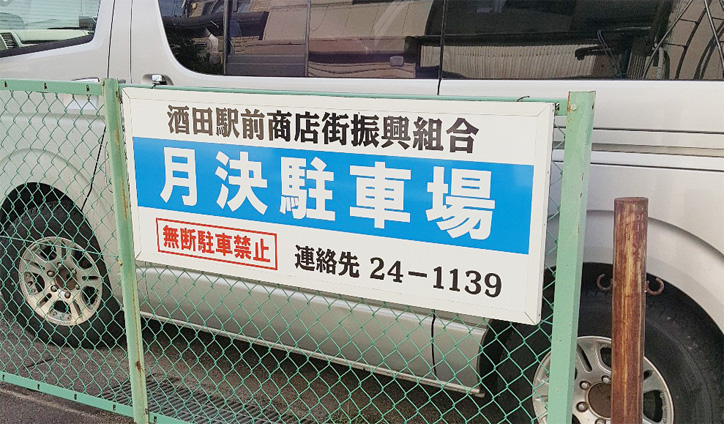 酒田駅前商店街振興組合
月決駐車場
無断駐車禁止
連絡先 24-1139